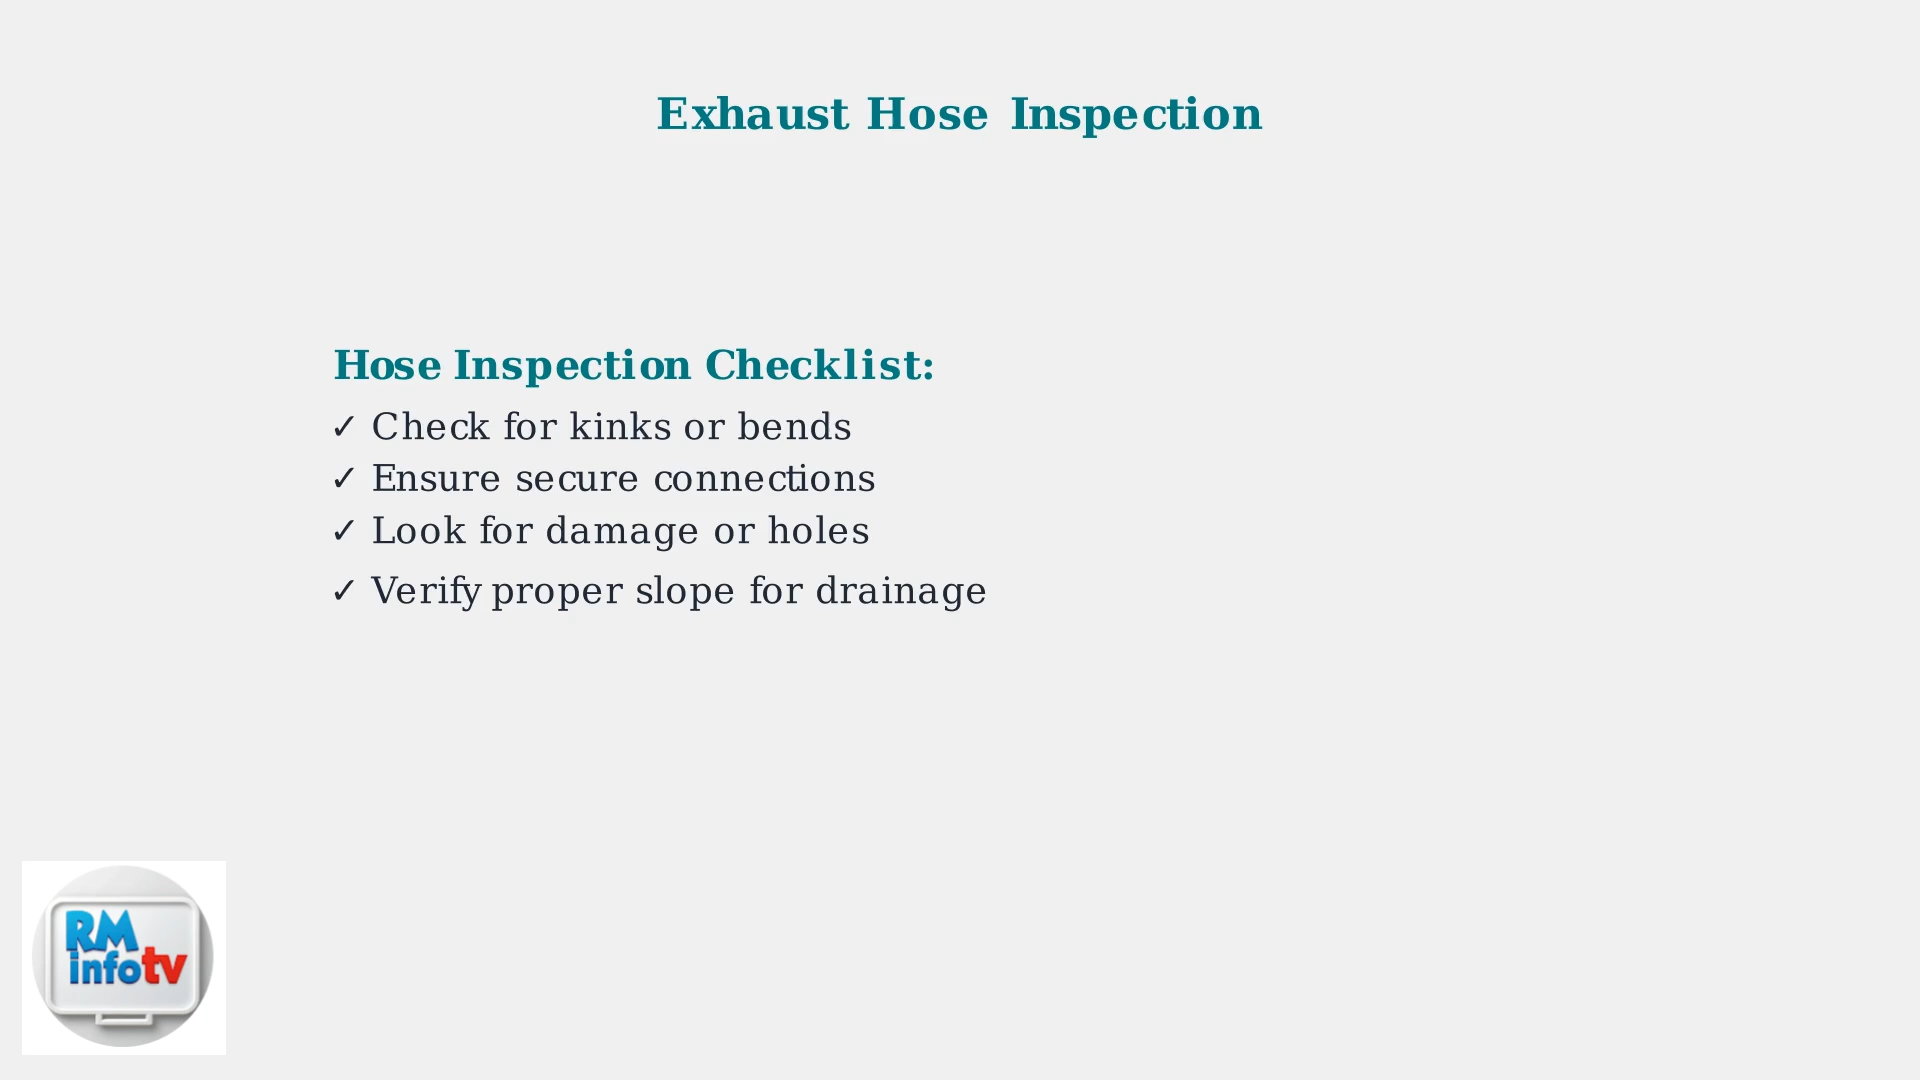 Exhaust Hose Inspection
Hose Inspection Checklist:
✓ Check for kinks or bends
✓ Ensure secure connections
✓ Look for damage or holes
✓ Verify proper slope for drainage
RM
infotv